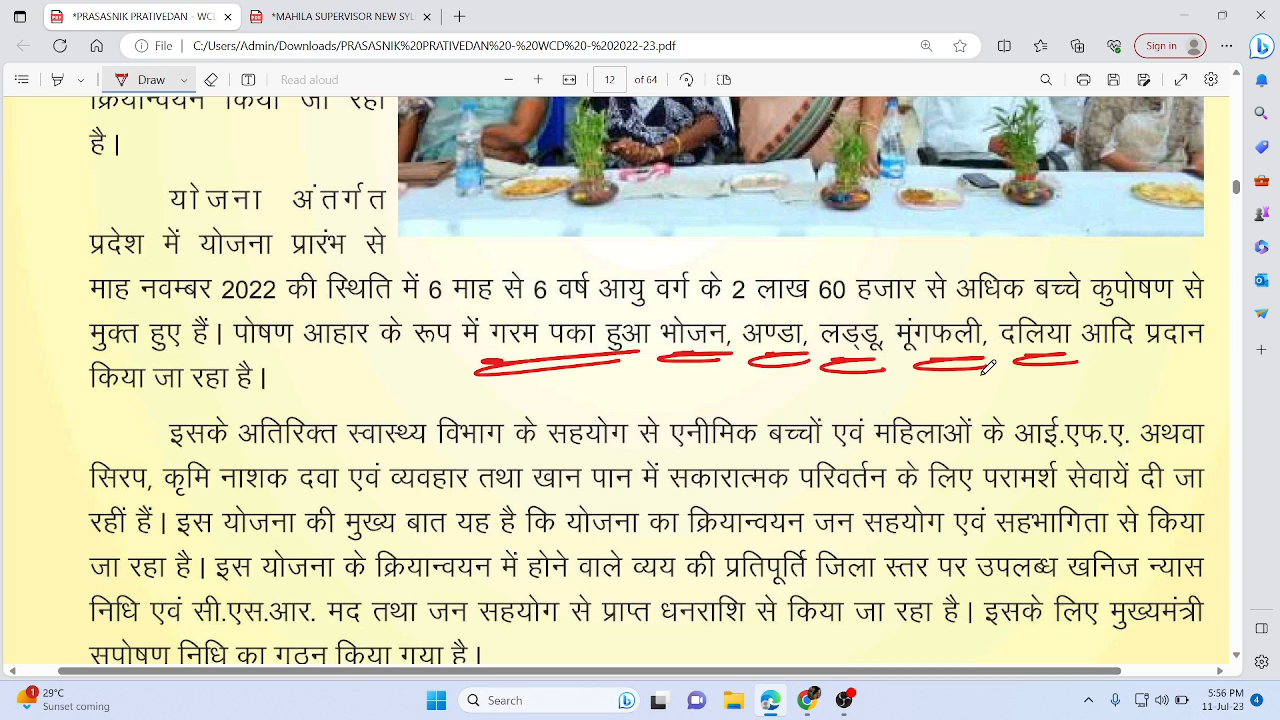 *PRASASNIK PRATIVEDAN - WCL
*MAHILA SUPERVISOR NEW SYL
File C:/Users/Admin/Downloads/PRASASNIK%20PRATIVEDAN%20-%20WCD%20-%202022-23.pdf Sign in
Draw Read aloud 12 of 64
क्रियान्वयन किया जा रहा
है।
योजना अंतर्गत
प्रदेश में योजना प्रारंभ से
माह नवम्बर 2022 की स्थिति में 6 माह से 6 वर्ष आयु वर्ग के 2 लाख 60 हजार से अधिक बच्चे कुपोषण से
मुक्त हुए हैं। पोषण आहार के रूप में गरम पका हुआ भोजन, अण्डा, लड्डू, मूंगफली, दलिया आदि प्रदान
किया जा रहा है।
इसके अतिरिक्त स्वास्थ्य विभाग के सहयोग से एनीमिक बच्चों एवं महिलाओं के आई.एफ.ए. अथवा
सिरप, कृमि नाशक दवा एवं व्यवहार तथा खान पान में सकारात्मक परिवर्तन के लिए परामर्श सेवायें दी जा
रहीं हैं। इस योजना की मुख्य बात यह है कि योजना का क्रियान्वयन जन सहयोग एवं सहभागिता से किया
जा रहा है। इस योजना के क्रियान्वयन में होने वाले व्यय की प्रतिपूर्ति जिला स्तर पर उपलब्ध खनिज न्यास
निधि एवं सी.एस.आर. मद तथा जन सहयोग से प्राप्त धनराशि से किया जा रहा है। इसके लिए मुख्यमंत्री
सुपोषण निधि का गठन किया गया है।
1 29°C
Sunset coming
Search
5:56 PM
11-Jul-23 4